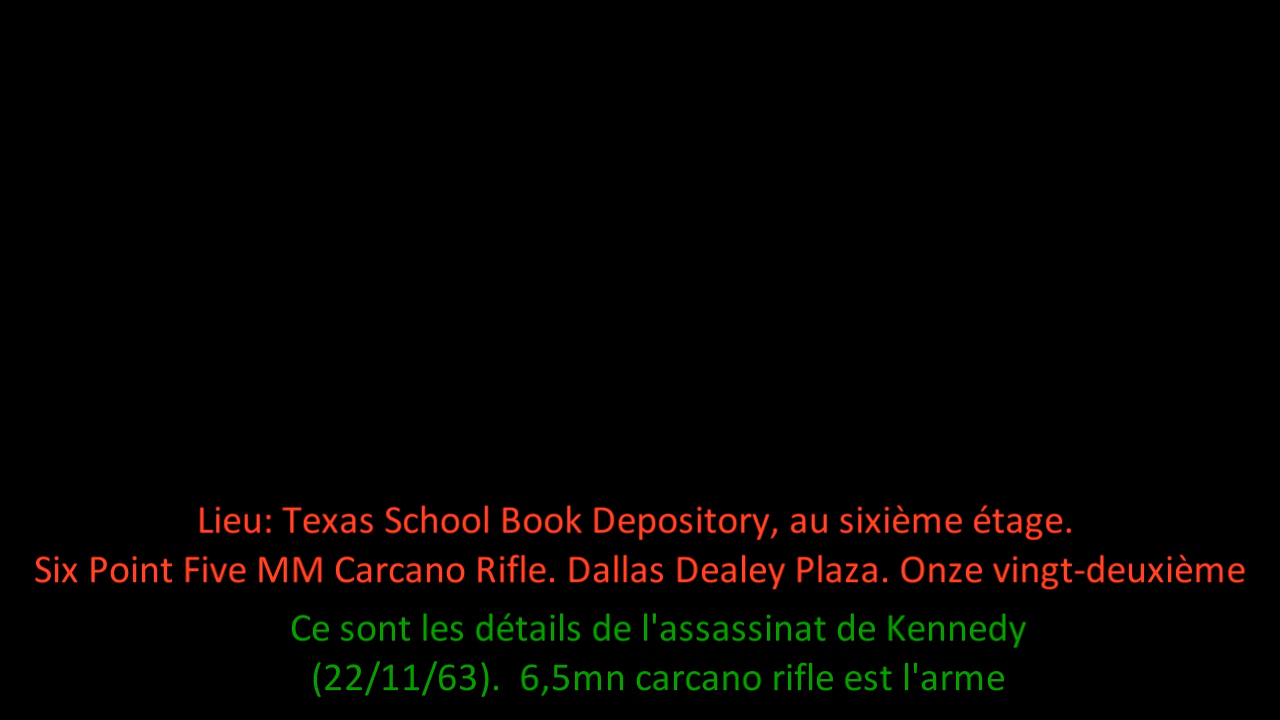 Lieu: Texas School Book Depository, au sixième étage.
Six Point Five MM Carcano Rifle. Dallas Dealey Plaza. Onze vingt-deuxième
Ce sont les détails de l'assassinat de Kennedy
(22/11/63).  6,5mn carcano rifle est l'arme